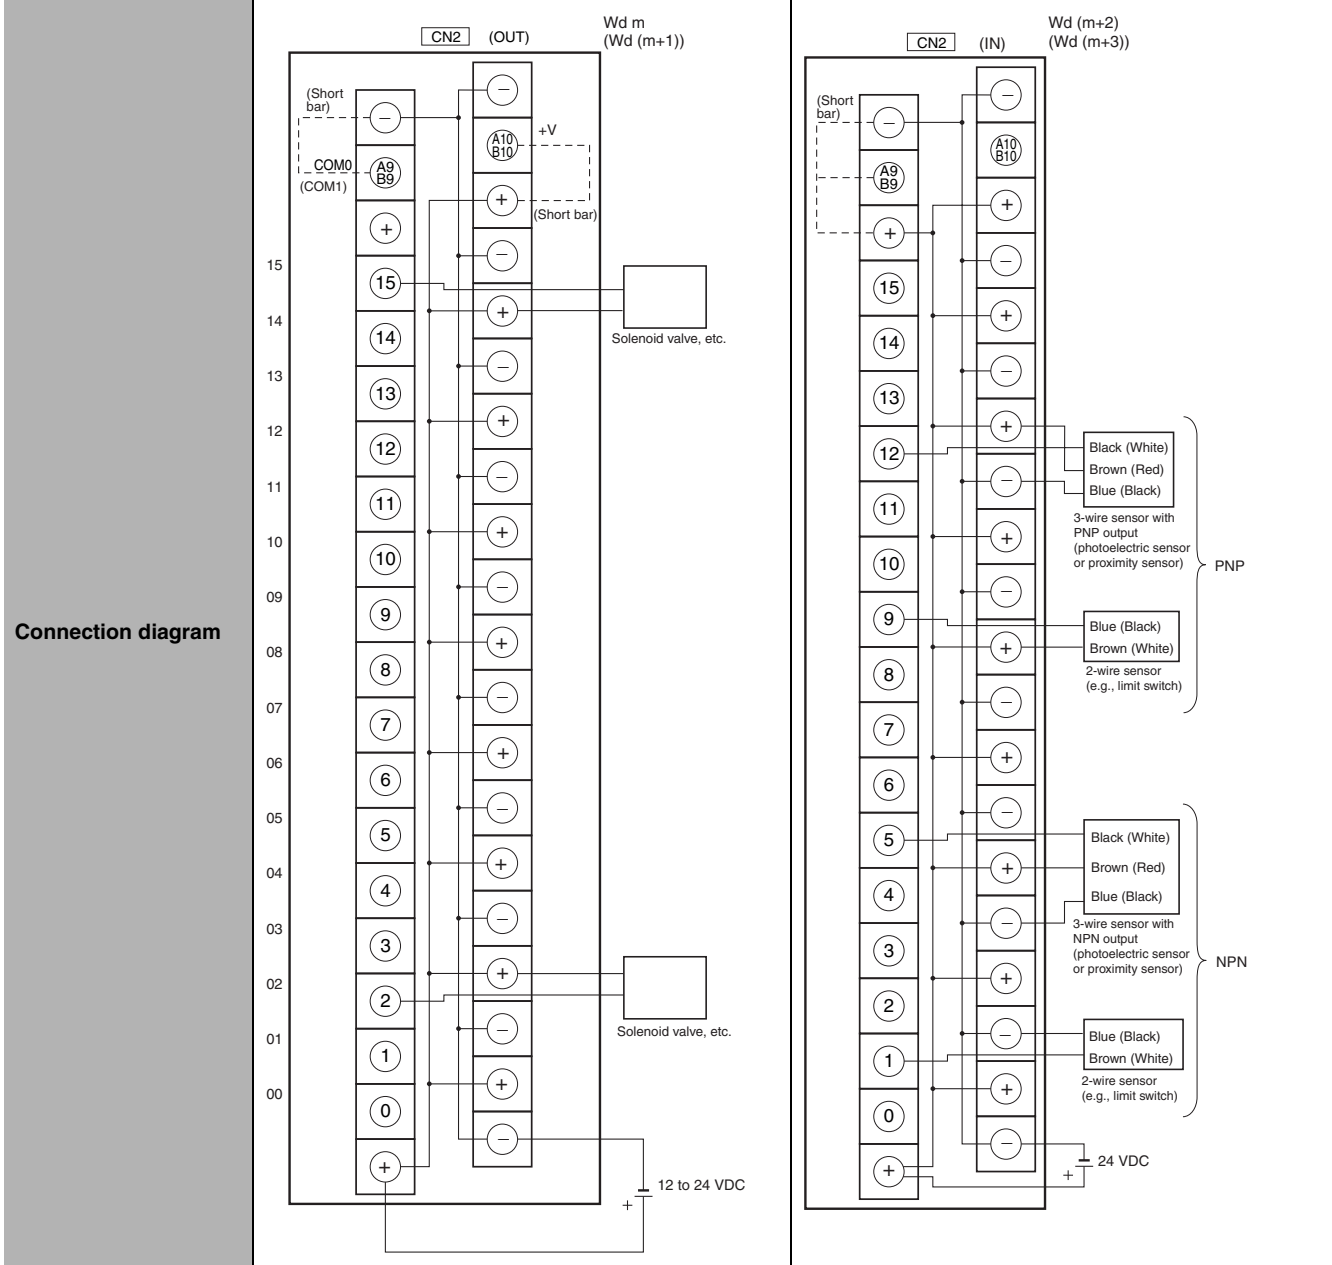 Connection diagram
CN2 (OUT)
Wd m
(Wd (m+1))
(Short
bar)
COM0
(COM1)
−
A9
B9
+
15
14
13
12
11
10
9
8
7
6
5
4
3
2
1
0
+
15
14
13
12
11
10
09
08
07
06
05
04
03
02
01
00
−
A10
B10
+V
+
(Short bar)
−
+
−
+
−
+
−
+
−
+
−
+
−
+
−
+
−
Solenoid valve, etc.
Solenoid valve, etc.
+
12 to 24 VDC
CN2 (IN)
Wd (m+2)
(Wd (m+3))
(Short
bar)
−
A9
B9
+
15
14
13
12
11
10
9
8
7
6
5
4
3
2
1
0
+
−
A10
B10
+
−
+
−
+
−
+
−
+
−
+
−
+
−
+
−
+
−
Black (White)
Brown (Red)
Blue (Black)
3-wire sensor with
PNP output
(photoelectric sensor
or proximity sensor)
PNP
Blue (Black)
Brown (White)
2-wire sensor
(e.g., limit switch)
Black (White)
Brown (Red)
Blue (Black)
3-wire sensor with
NPN output
(photoelectric sensor
or proximity sensor)
NPN
Blue (Black)
Brown (White)
2-wire sensor
(e.g., limit switch)
24 VDC
+